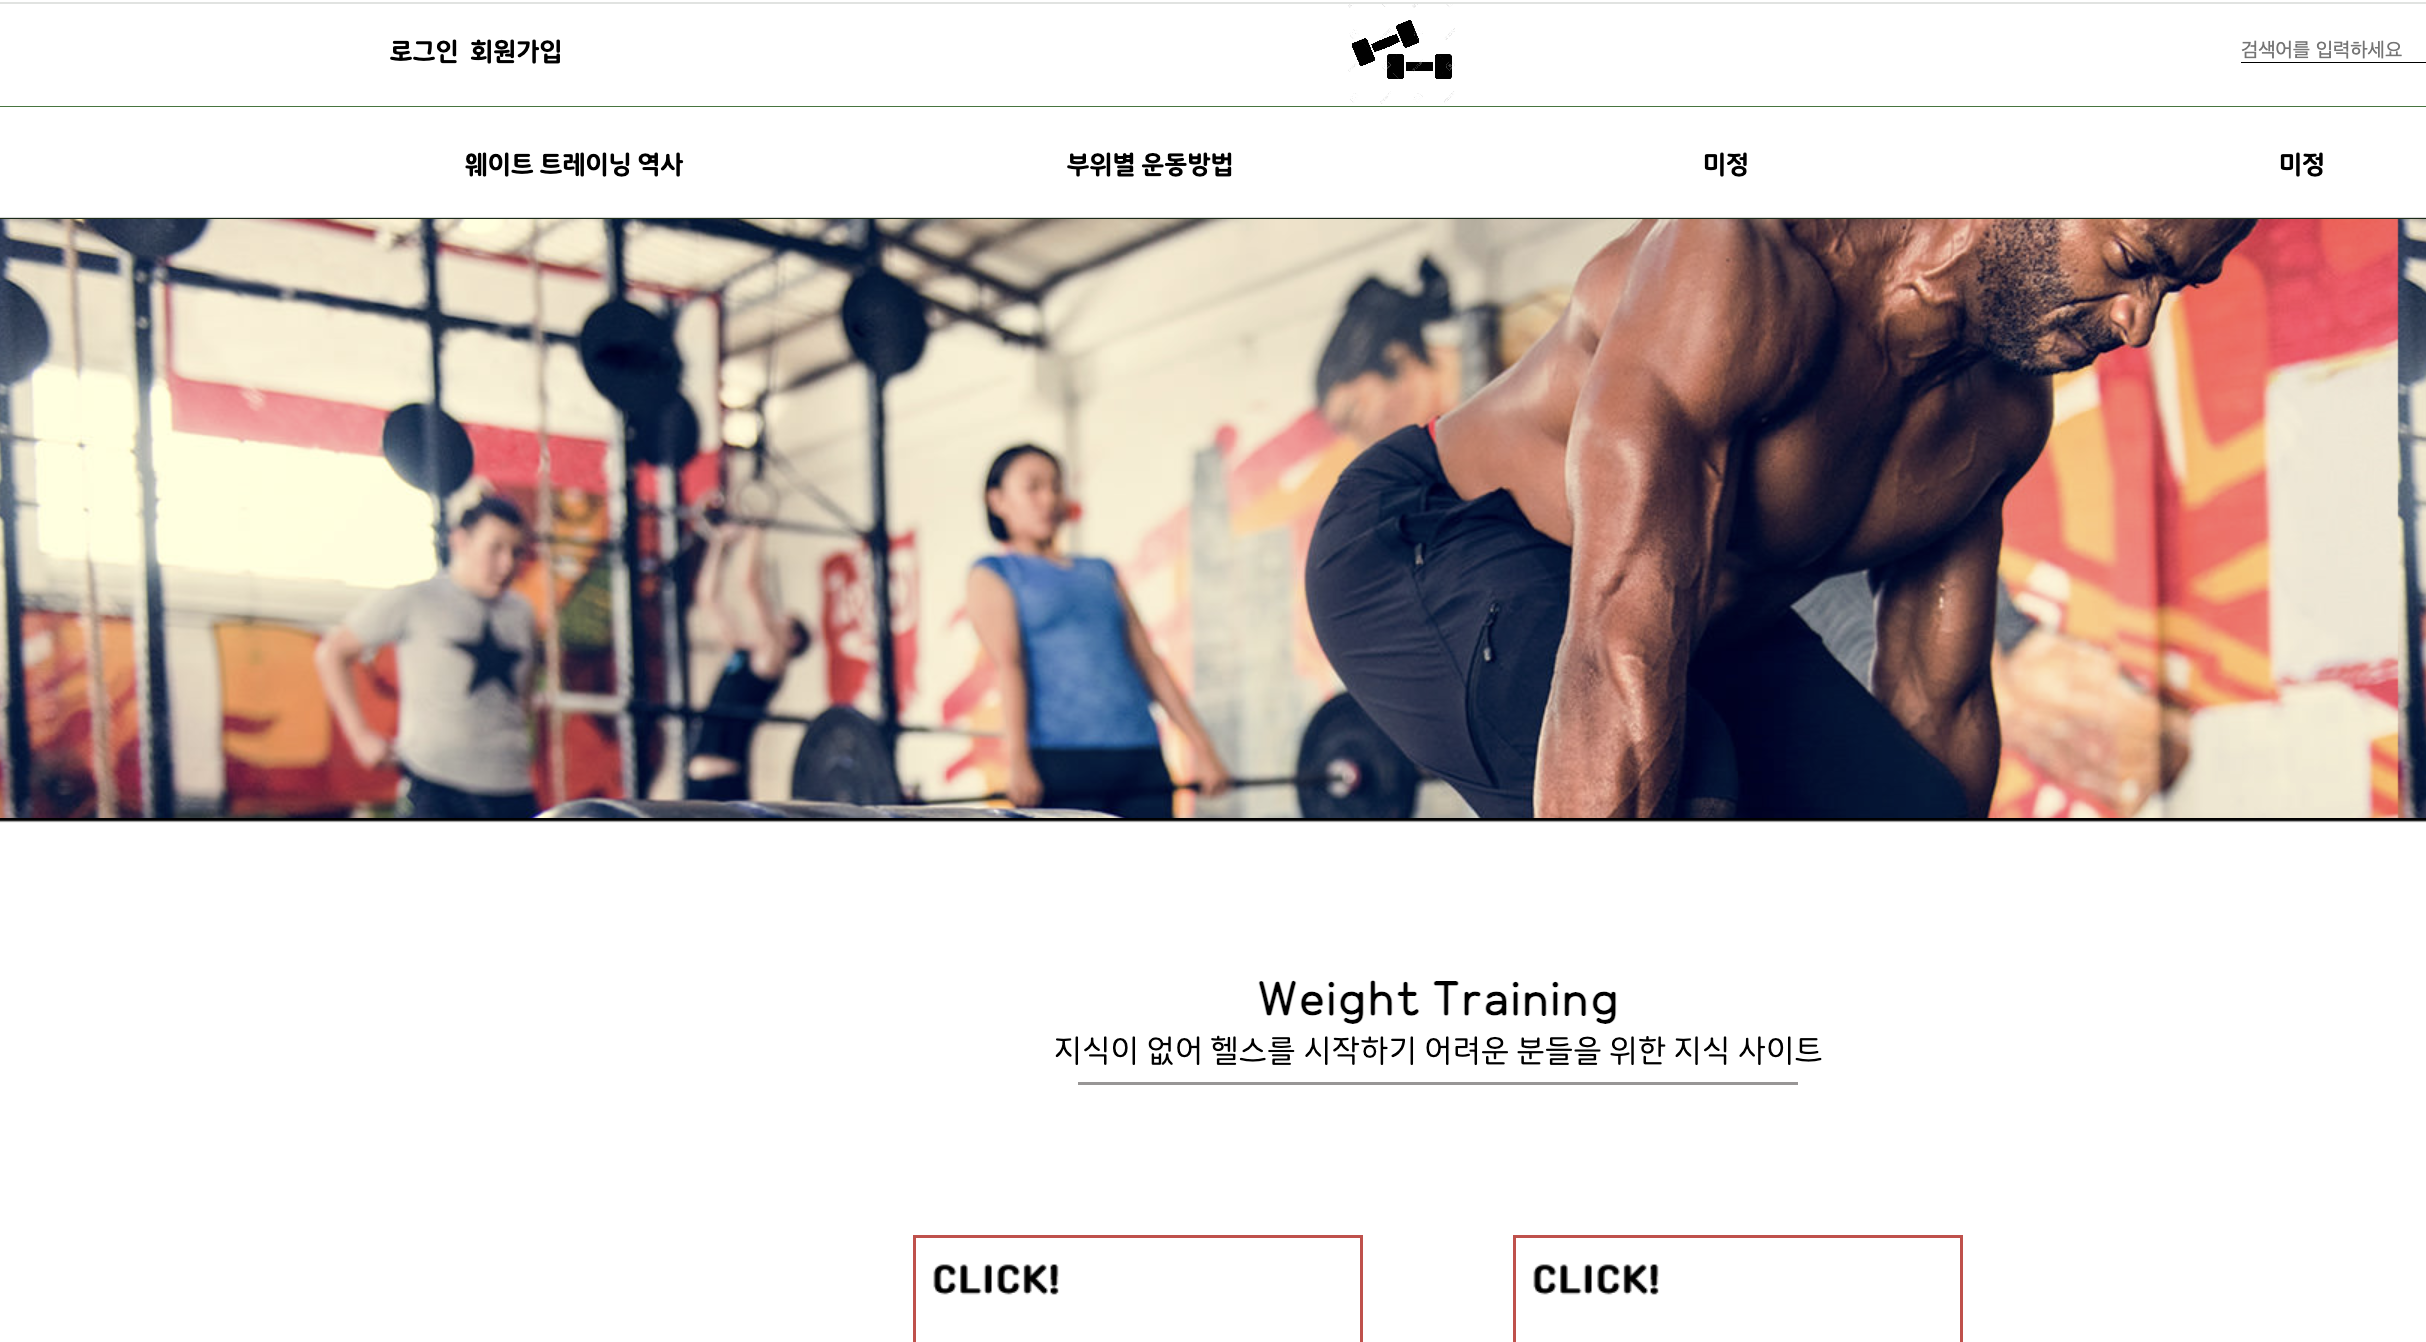 로그인 회원가입
검색어를 입력하세요
웨이트 트레이닝 역사 부위별 운동방법 미정 미정
Weight Training
지식이 없어 헬스를 시작하기 어려운 분들을 위한 지식 사이트
CLICK! CLICK!